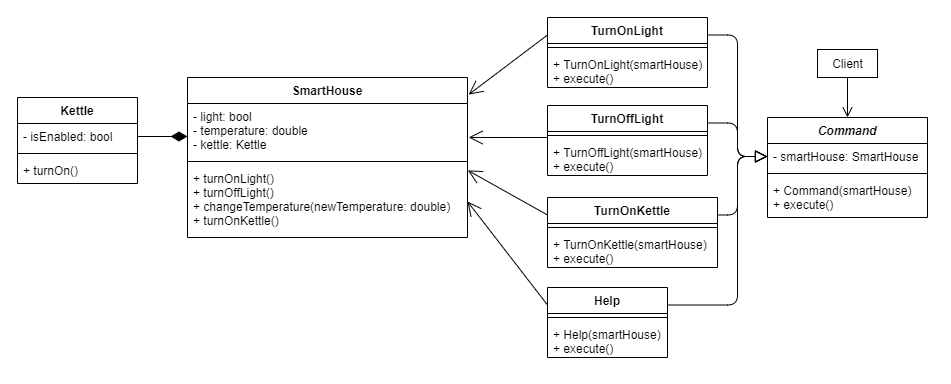 Kettle
- isEnabled: bool
+ turnOn()
SmartHouse
- light: bool
- temperature: double
- kettle: Kettle
+ turnOnLight()
+ turnOffLight()
+ changeTemperature(newTemperature: double)
+ turnOnKettle()
TurnOnLight
+ TurnOnLight(smartHouse)
+ execute()
TurnOffLight
+ TurnOffLight(smartHouse)
+ execute()
TurnOnKettle
+ TurnOnKettle(smartHouse)
+ execute()
Help
+ Help(smartHouse)
+ execute()
Client
Command
- smartHouse: SmartHouse
+ Command(smartHouse)
+ execute()